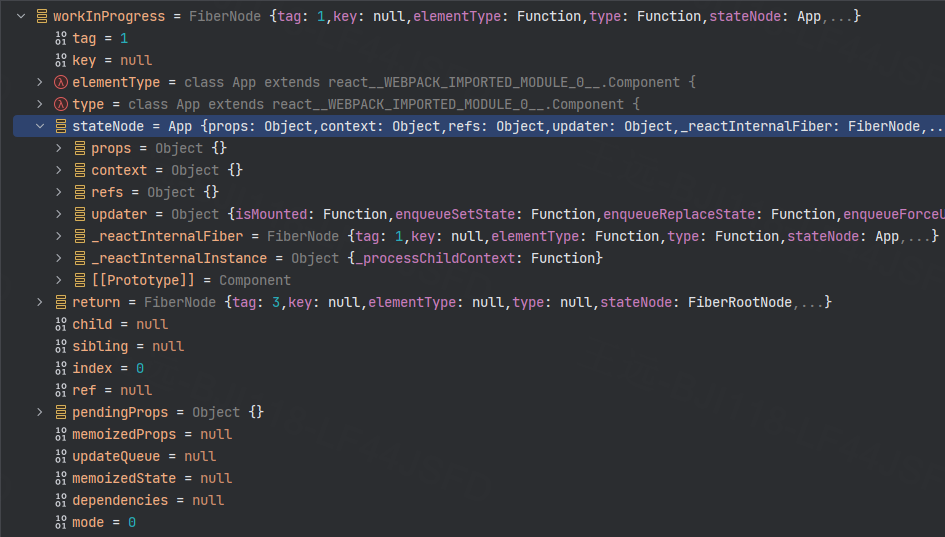 workInProgress = FiberNode {tag: 1,key: null,elementType: Function,type: Function,stateNode: App,...}
tag = 1
key = null
elementType = class App extends react__WEBPACK_IMPORTED_MODULE_0__.Component {
type = class App extends react__WEBPACK_IMPORTED_MODULE_0__.Component {
stateNode = App {props: Object,context: Object,refs: Object,updater: Object,_reactInternalFiber: FiberNode,..
props = Object {}
context = Object {}
refs = Object {}
updater = Object {isMounted: Function,enqueueSetState: Function,enqueueReplaceState: Function,enqueueForceU
_reactInternalFiber = FiberNode {tag: 1,key: null,elementType: Function,type: Function,stateNode: App,...}
_reactInternalInstance = Object {_processChildContext: Function}
[[Prototype]] = Component
return = FiberNode {tag: 3,key: null,elementType: null,type: null,stateNode: FiberRootNode,...}
child = null
sibling = null
index = 0
ref = null
pendingProps = Object {}
memoizedProps = null
updateQueue = null
memoizedState = null
dependencies = null
mode = 0